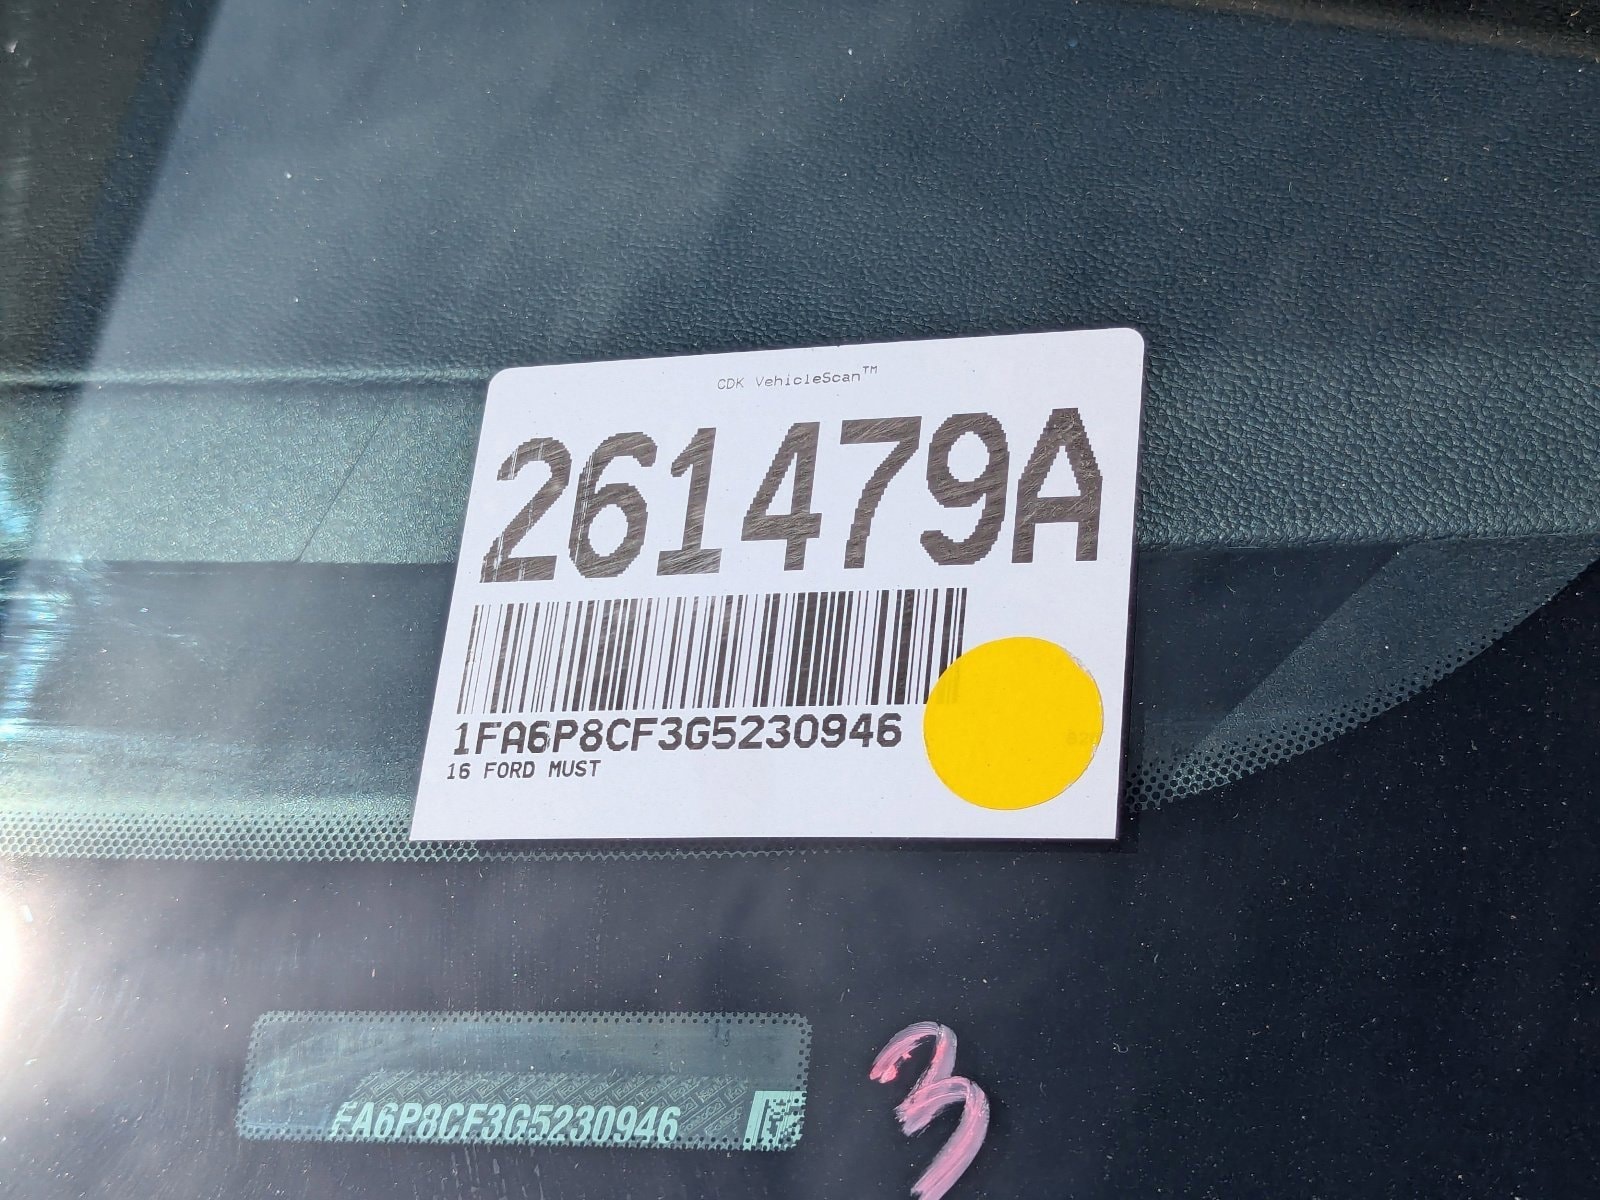 CDK VehicleScan™
261479A
1FA6P8CF3G5230946
16 FORD MUST
FA6P8CF3G5230946
3